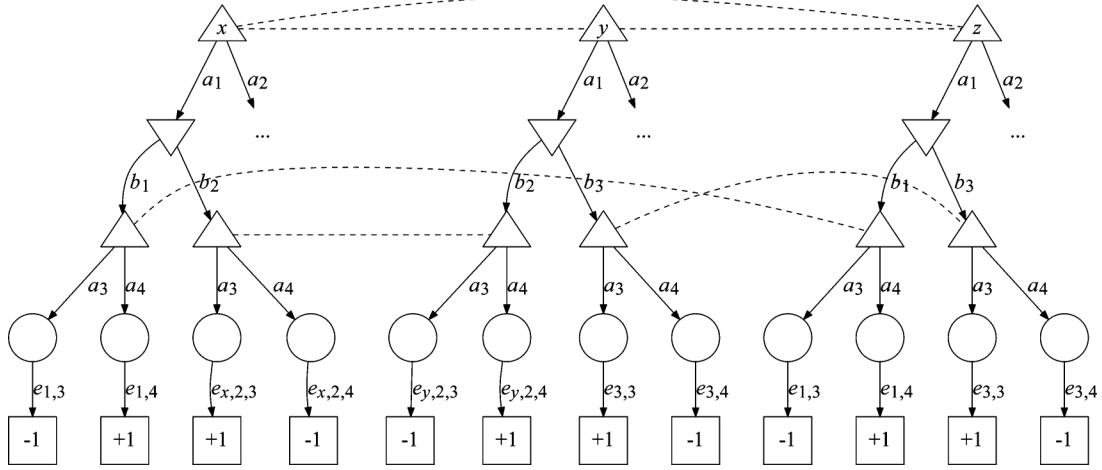 x y z
a1 a2 a1 a2 a1 a2
... ... ...
b1 b2 b2 b3 b1 b3
a3 a4 a3 a4 a3 a4 a3 a4 a3 a4 a3 a4
e1,3 e1,4 ex,2,3 ex,2,4 ey,2,3 ey,2,4 e3,3 e3,4 e1,3 e1,4 e3,3 e3,4
-1 +1 +1 -1 -1 +1 +1 -1 -1 +1 +1 -1